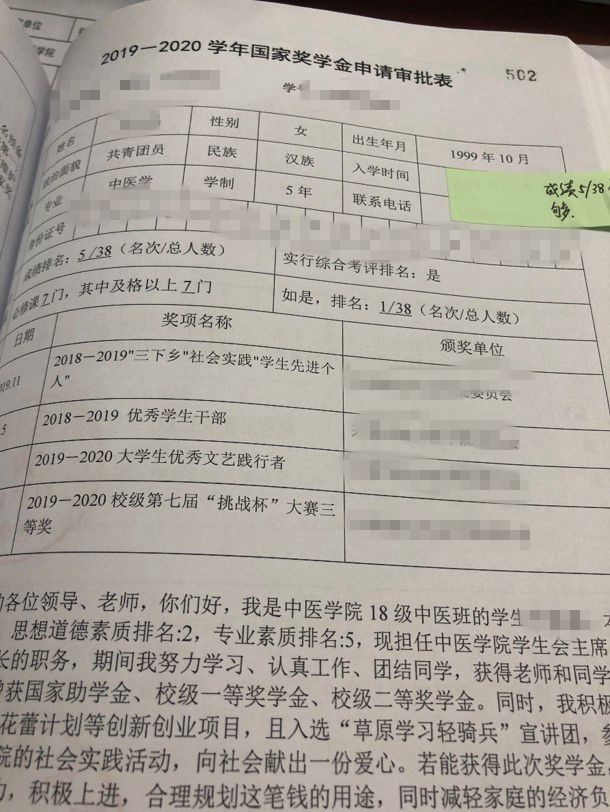 2019—2020 学年国家奖学金申请审批表
502
学号
姓名 性别 女 出生年月 1999 年 10 月
政治面貌 共青团员 民族 汉族 入学时间
专业 中医学 学制 5 年 联系电话
成绩5/38
够.
身份证号
成绩排名：5/38（名次/总人数） 实行综合考评排名：是
必修课 7 门，其中及格以上 7 门 如是，排名：1/38（名次/总人数）
日期 奖项名称 颁奖单位
2019.11 2018—2019"三下乡"社会实践"学生先进个
人" 委员会
5 2018—2019 优秀学生干部 会
2019—2020 大学生优秀文艺践行者
2019—2020 校级第七届“挑战杯”大赛三
等奖
的各位领导、老师，你们好，我是中医学院 18 级中医班的学生
思想道德素质排名:2，专业素质排名:5，现担任中医学院学生会主席
长的职务，期间我努力学习、认真工作、团结同学，获得老师和同学
曾获国家助学金、校级一等奖学金、校级二等奖学金。同时，我积极
花蕾计划等创新创业项目，且入选“草原学习轻骑兵”宣讲团，参
院的社会实践活动，向社会献出一份爱心。若能获得此次奖学金，
力，积极上进，合理规划这笔钱的用途，同时减轻家庭的经济负